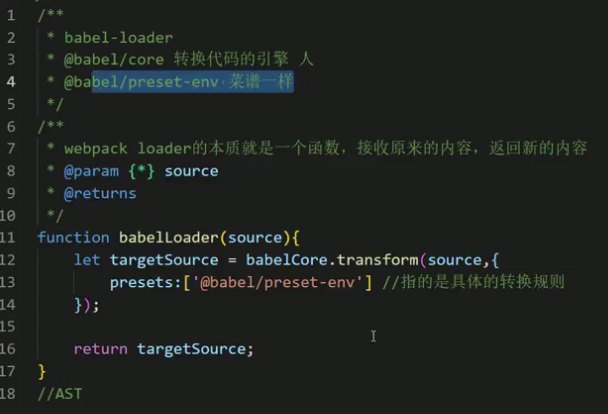 1 /**
2 * babel-loader
3 * @babel/core 转换代码的引擎 人
4 * @babel/preset-env 菜谱一样
5 */
6 /**
7 * webpack loader的本质就是一个函数，接收原来的内容，返回新的内容
8 * @param {*} source
9 * @returns
10 */
11 function babelLoader(source){
12 let targetSource = babelCore.transform(source,{
13 presets:['@babel/preset-env'] //指的是具体的转换规则
14 });
15
16 return targetSource;
17 }
18 //AST